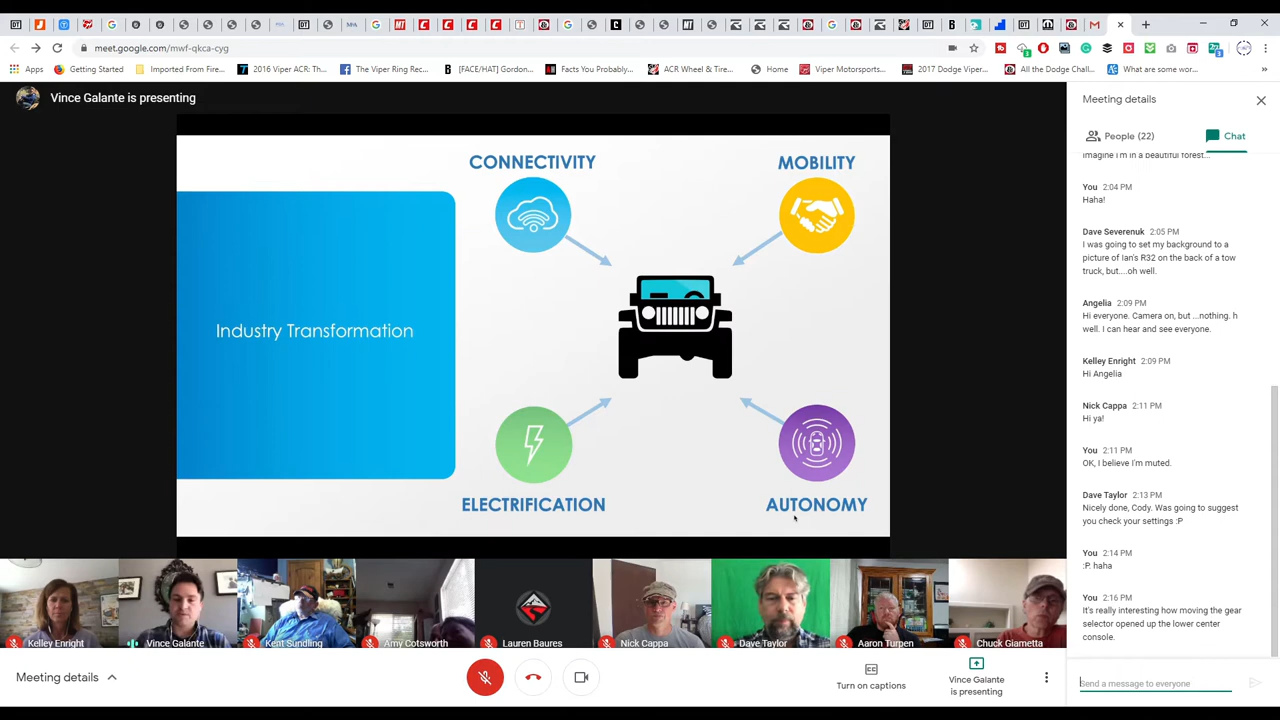 meet.google.com/mwf-qkca-cyg
Apps
Getting Started
Imported From Fire...
2016 Viper ACR: Th...
The Viper Ring Reco...
[FACE/HAT] Gordon...
Facts You Probably...
ACR Wheel & Tire...
Home
Viper Motorsports...
2017 Dodge Viper...
All the Dodge Chall...
What are some wor...
Vince Galante is presenting
Meeting details
People (22)
Chat
CONNECTIVITY
MOBILITY
Industry Transformation
ELECTRIFICATION
AUTONOMY
imagine I'm in a beautiful forest...
You 2:04 PM
Haha!
Dave Severenuk 2:05 PM
I was going to set my background to a
picture of Ian's R32 on the back of a tow
truck, but....oh well.
Angelia 2:09 PM
Hi everyone. Camera on, but ...nothing. h
well. I can hear and see everyone.
Kelley Enright 2:09 PM
Hi Angelia
Nick Cappa 2:11 PM
Hi ya!
You 2:11 PM
OK, I believe I'm muted.
Dave Taylor 2:13 PM
Nicely done, Cody. Was going to suggest
you check your settings :P
You 2:14 PM
:P. haha
You 2:16 PM
It's really interesting how moving the gear
selector opened up the lower center
console.
Send a message to everyone
Kelley Enright
Vince Galante
Kent Sundling
Amy Cotsworth
Lauren Baures
Nick Cappa
Dave Taylor
Aaron Turpen
Chuck Giametta
Meeting details
Turn on captions
Vince Galante
is presenting